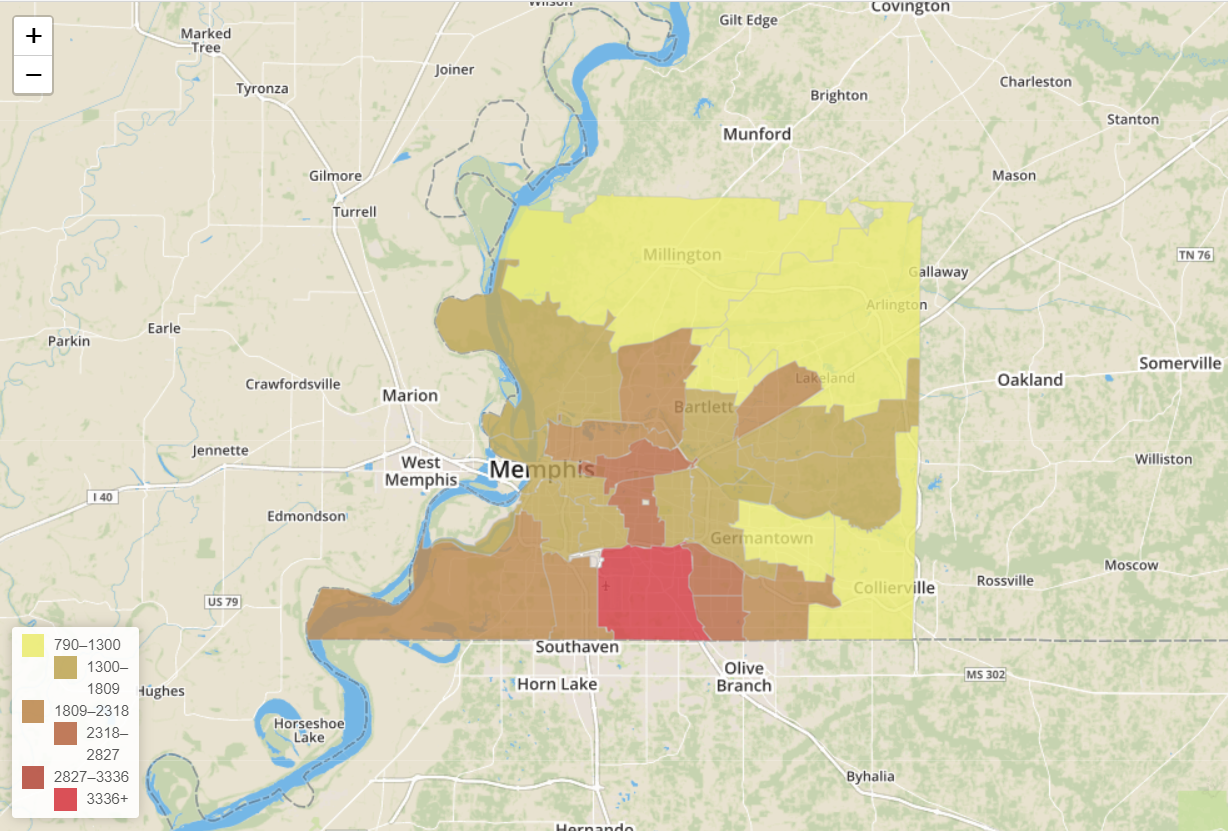 Wilson
Covington
Gilt Edge
+
Marked
Tree
−
Joiner
Charleston
Tyronza
Brighton
Stanton
Munford
Gilmore
Mason
Turrell
Millington
TN 76
Gallaway
Arlington
Earle
Parkin
Somerville
Lakeland
Oakland
Crawfordsville
Marion
Bartlett
Jennette
West
Memphis
Memphis
Williston
I 40
Edmondson
Germantown
Moscow
Rossville
Collierville
US 79
Southaven
Olive
Branch
MS 302
Horn Lake
Hughes
Horseshoe
Lake
Byhalia
Hernando
790–1300
1300–
1809
1809–2318
2318–
2827
2827–3336
3336+